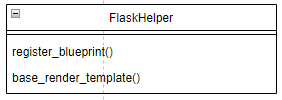 FlaskHelper
register_blueprint()
base_render_template()